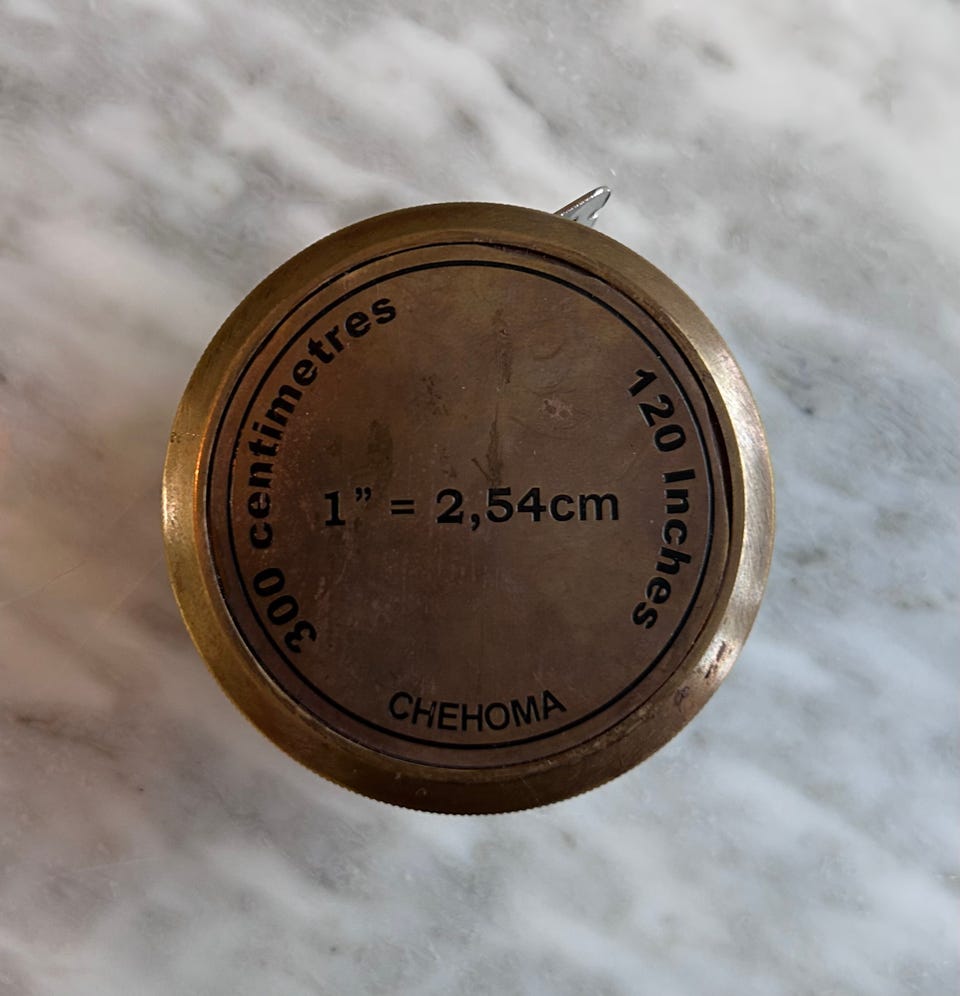 300 centimetres
120 Inches
1” = 2,54cm
CHEHOMA